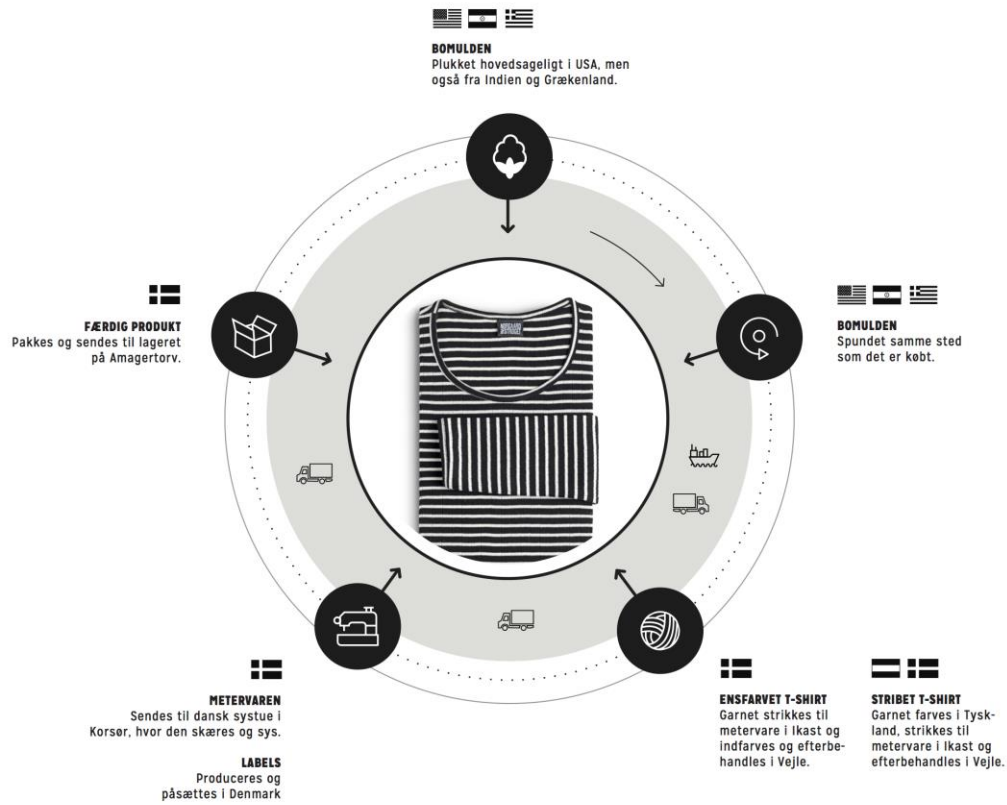 BOMULDEN
Plukket hovedsageligt i USA, men
også fra Indien og Grækenland.
BOMULDEN
Spundet samme sted
som det er købt.
ENSFARVET T-SHIRT
Garnet strikkes til
metervare i Ikast og
indfarves og efterbe-
handles i Vejle.
STRIBET T-SHIRT
Garnet farves i Tysk-
land, strikkes til
metervare i Ikast og
efterbehandles i Vejle.
METERVAREN
Sendes til dansk systue i
Korsør, hvor den skæres og sys.
LABELS
Produceres og
påsættes i Denmark
FÆRDIG PRODUKT
Pakkes og sendes til lageret
på Amagertorv.